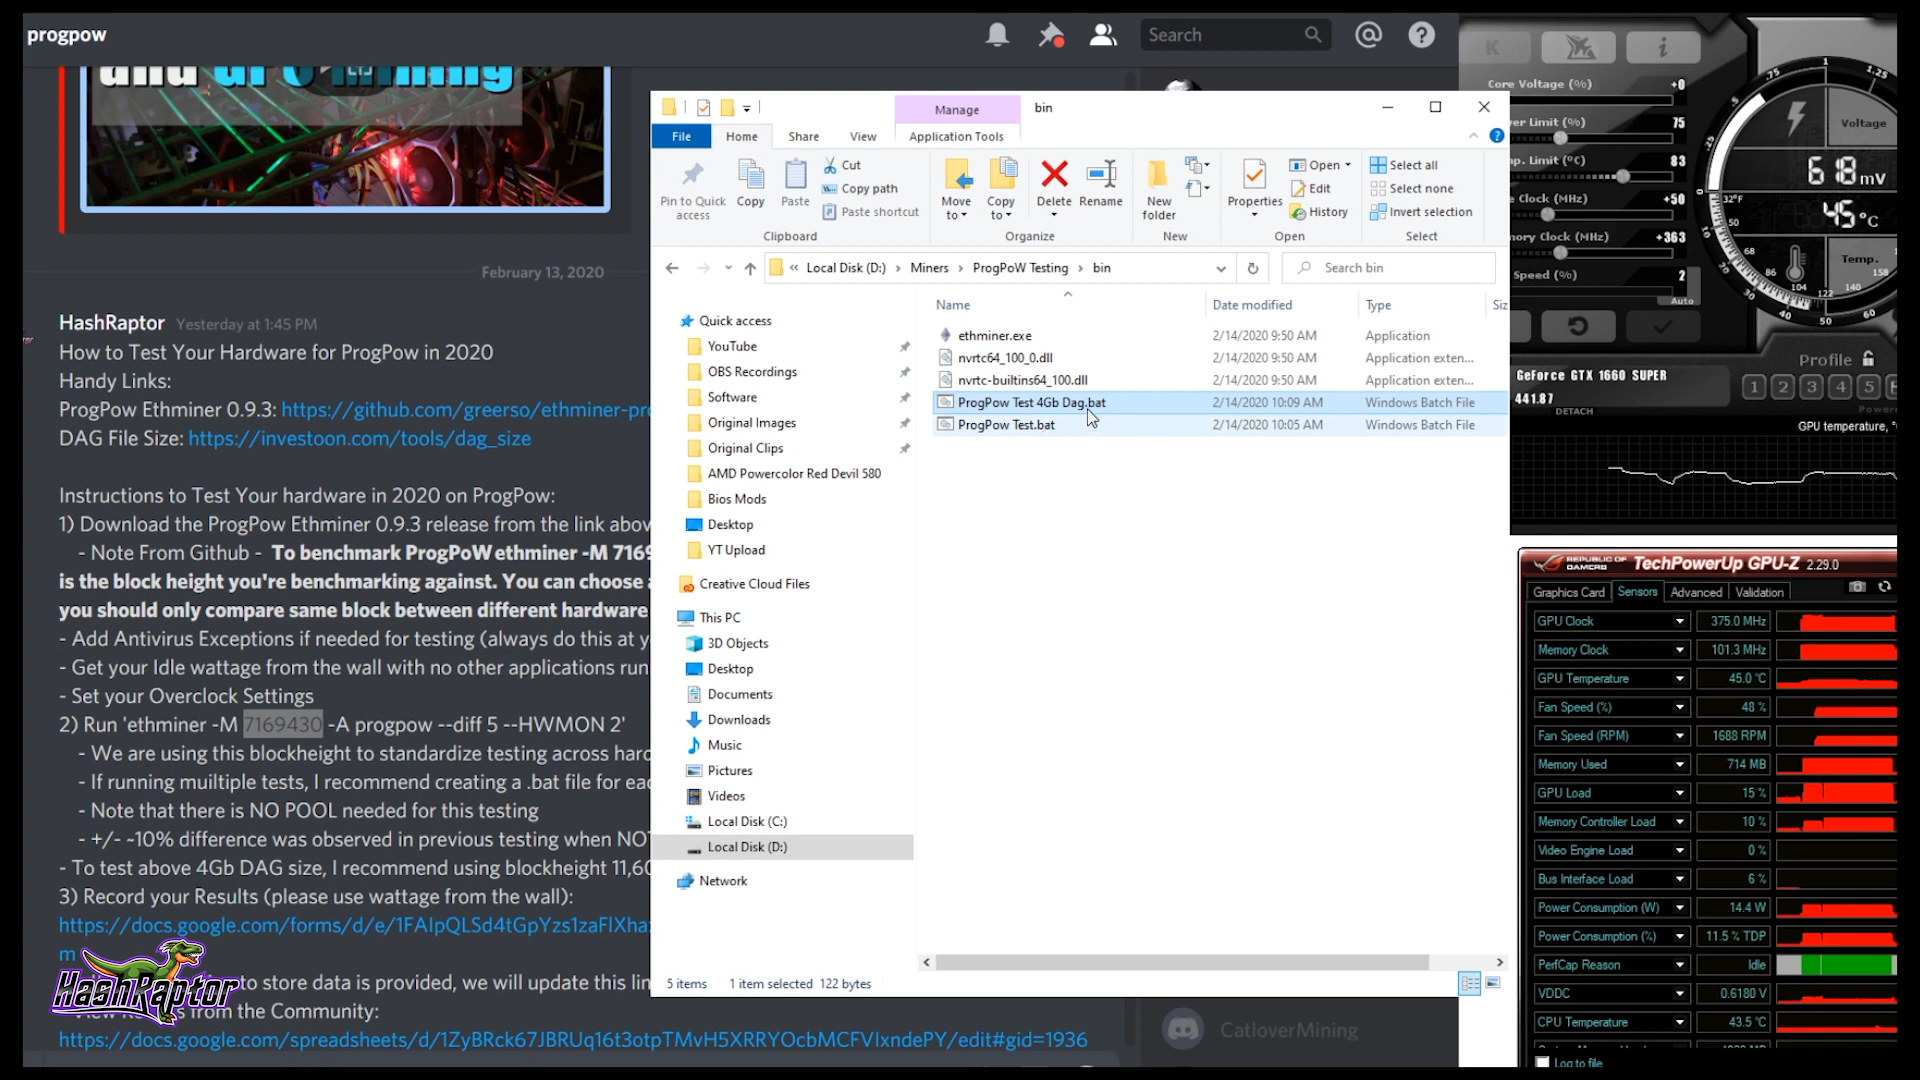 progpow
Search
February 13, 2020
HashRaptor Yesterday at 1:45 PM
How to Test Your Hardware for ProgPow in 2020
Handy Links:
ProgPow Ethminer 0.9.3: https://github.com/greerso/ethminer-pr
DAG File Size: https://investoon.com/tools/dag_size
Instructions to Test Your hardware in 2020 on ProgPow:
1) Download the ProgPow Ethminer 0.9.3 release from the link abov
- Note From Github - To benchmark ProgPoW ethminer -M 7169
is the block height you're benchmarking against. You can choose
you should only compare same block between different hardware
- Add Antivirus Exceptions if needed for testing (always do this at y
- Get your Idle wattage from the wall with no other applications run
- Set your Overclock Settings
2) Run 'ethminer -M 7169430 -A progpow --diff 5 --HWMON 2'
- We are using this blockheight to standardize testing across hard
- If running muiltiple tests, I recommend creating a .bat file for eac
- Note that there is NO POOL needed for this testing
- +/- ~10% difference was observed in previous testing when NOT
- To test above 4Gb DAG size, I recommend using blockheight 11,60
3) Record your Results (please use wattage from the wall):
https://docs.google.com/forms/d/e/1FAIpQLSd4tGpYzs1zaFlXha
m
to store data is provided, we will update this lin
from the Community:
https://docs.google.com/spreadsheets/d/1ZyBRck67JBRUq16t3otpTMvH5XRRYOcbMCFVIxndePY/edit#gid=1936
HashRaptor
CatloverMining
Manage
bin
File
Home
Share
View
Application Tools
Pin to Quick
access
Copy
Paste
Cut
Copy path
Paste shortcut
Clipboard
Move
to
Copy
to
Delete
Rename
Organize
New
folder
New
Properties
Open
Edit
History
Open
Select all
Select none
Invert selection
Select
« Local Disk (D:) › Miners › ProgPoW Testing › bin
Search bin
Quick access
YouTube
OBS Recordings
Software
Original Images
Original Clips
AMD Powercolor Red Devil 580
Bios Mods
Desktop
YT Upload
Creative Cloud Files
This PC
3D Objects
Desktop
Documents
Downloads
Music
Pictures
Videos
Local Disk (C:)
Local Disk (D:)
Network
Name Date modified Type Siz
ethminer.exe 2/14/2020 9:50 AM Application
nvrtc64_100_0.dll 2/14/2020 9:50 AM Application exten...
nvrtc-builtins64_100.dll 2/14/2020 9:50 AM Application exten...
ProgPow Test 4Gb Dag.bat 2/14/2020 10:09 AM Windows Batch File
ProgPow Test.bat 2/14/2020 10:05 AM Windows Batch File
5 items 1 item selected 122 bytes
K
i
Core Voltage (%) +0
er Limit (%) 75
p. Limit (°C) 83
e Clock (MHz) +50
ory Clock (MHz) +363
Speed (%) 2
Auto
Voltage
618 mV
45 °C
Temp.
Profile
1 2 3 4 5
GeForce GTX 1660 SUPER
441.87
DETACH
GPU temperature, °
REPUBLIC OF
GAMERS
TechPowerUp GPU-Z 2.29.0
Graphics Card Sensors Advanced Validation
GPU Clock 375.0 MHz
Memory Clock 101.3 MHz
GPU Temperature 45.0 °C
Fan Speed (%) 48 %
Fan Speed (RPM) 1688 RPM
Memory Used 714 MB
GPU Load 15 %
Memory Controller Load 10 %
Video Engine Load 0 %
Bus Interface Load 6 %
Power Consumption (W) 14.4 W
Power Consumption (%) 11.5 % TDP
PerfCap Reason Idle
VDDC 0.6180 V
CPU Temperature 43.5 °C
Log to file